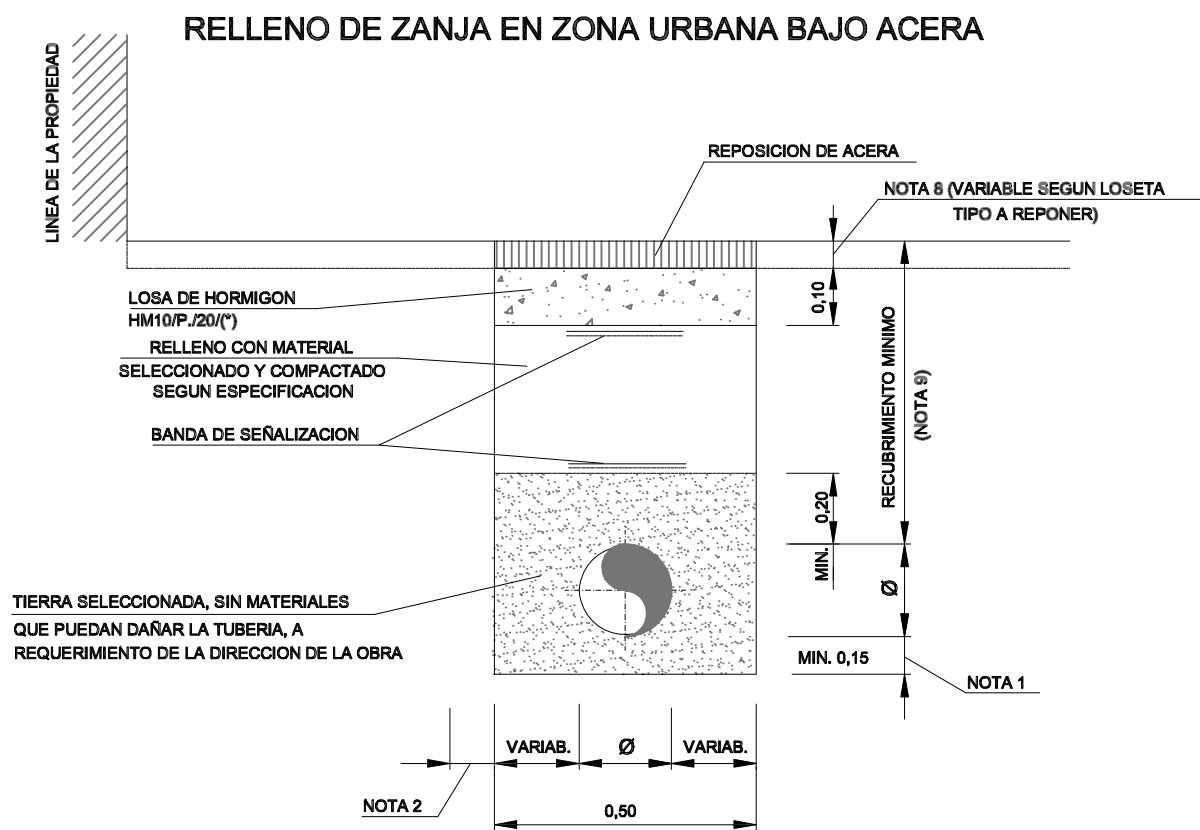 RELLENO DE ZANJA EN ZONA URBANA BAJO ACERA
LINEA DE LA PROPIEDAD
REPOSICION DE ACERA
NOTA 8 (VARIABLE SEGUN LOSETA
TIPO A REPONER)
LOSA DE HORMIGON
HM10/P./20/(*)
0,10
RELLENO CON MATERIAL
SELECCIONADO Y COMPACTADO
SEGUN ESPECIFICACION
RECUBRIMIENTO MINIMO
(NOTA 9)
BANDA DE SEÑALIZACION
0,20
MIN.
Ø
TIERRA SELECCIONADA, SIN MATERIALES
QUE PUEDAN DAÑAR LA TUBERIA, A
REQUERIMIENTO DE LA DIRECCION DE LA OBRA
MIN. 0,15
NOTA 1
VARIAB.
Ø
VARIAB.
NOTA 2
0,50